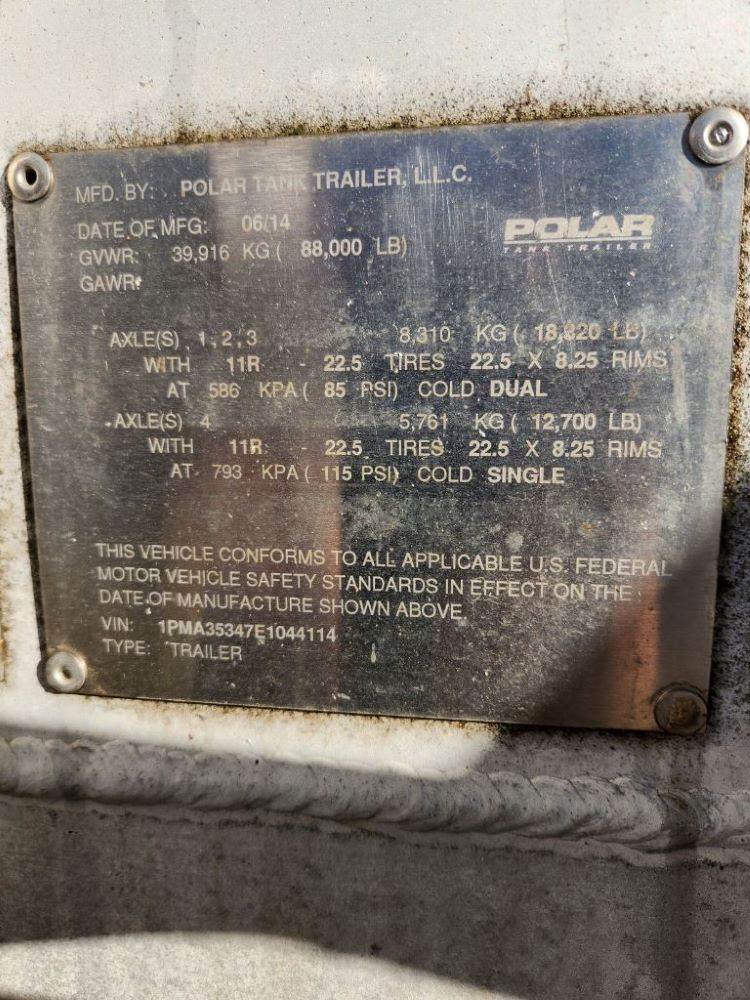 MFD. BY: POLAR TANK TRAILER, L.L.C.
DATE OF MFG: 06/14
POLAR
TANK TRAILER
GVWR: 39,916 KG ( 88,000 LB)
GAWR:
AXLE(S) 1,2,3 8,310 KG ( 18,320 LB)
WITH 11R - 22.5 TIRES 22.5 X 8.25 RIMS
AT 586 KPA ( 85 PSI) COLD DUAL
AXLE(S) 4 5,761 KG ( 12,700 LB)
WITH 11R - 22.5 TIRES 22.5 X 8.25 RIMS
AT 793 KPA ( 115 PSI) COLD SINGLE
THIS VEHICLE CONFORMS TO ALL APPLICABLE U.S. FEDERAL
MOTOR VEHICLE SAFETY STANDARDS IN EFFECT ON THE
DATE OF MANUFACTURE SHOWN ABOVE
VIN: 1PMA35347E1044114
TYPE: TRAILER